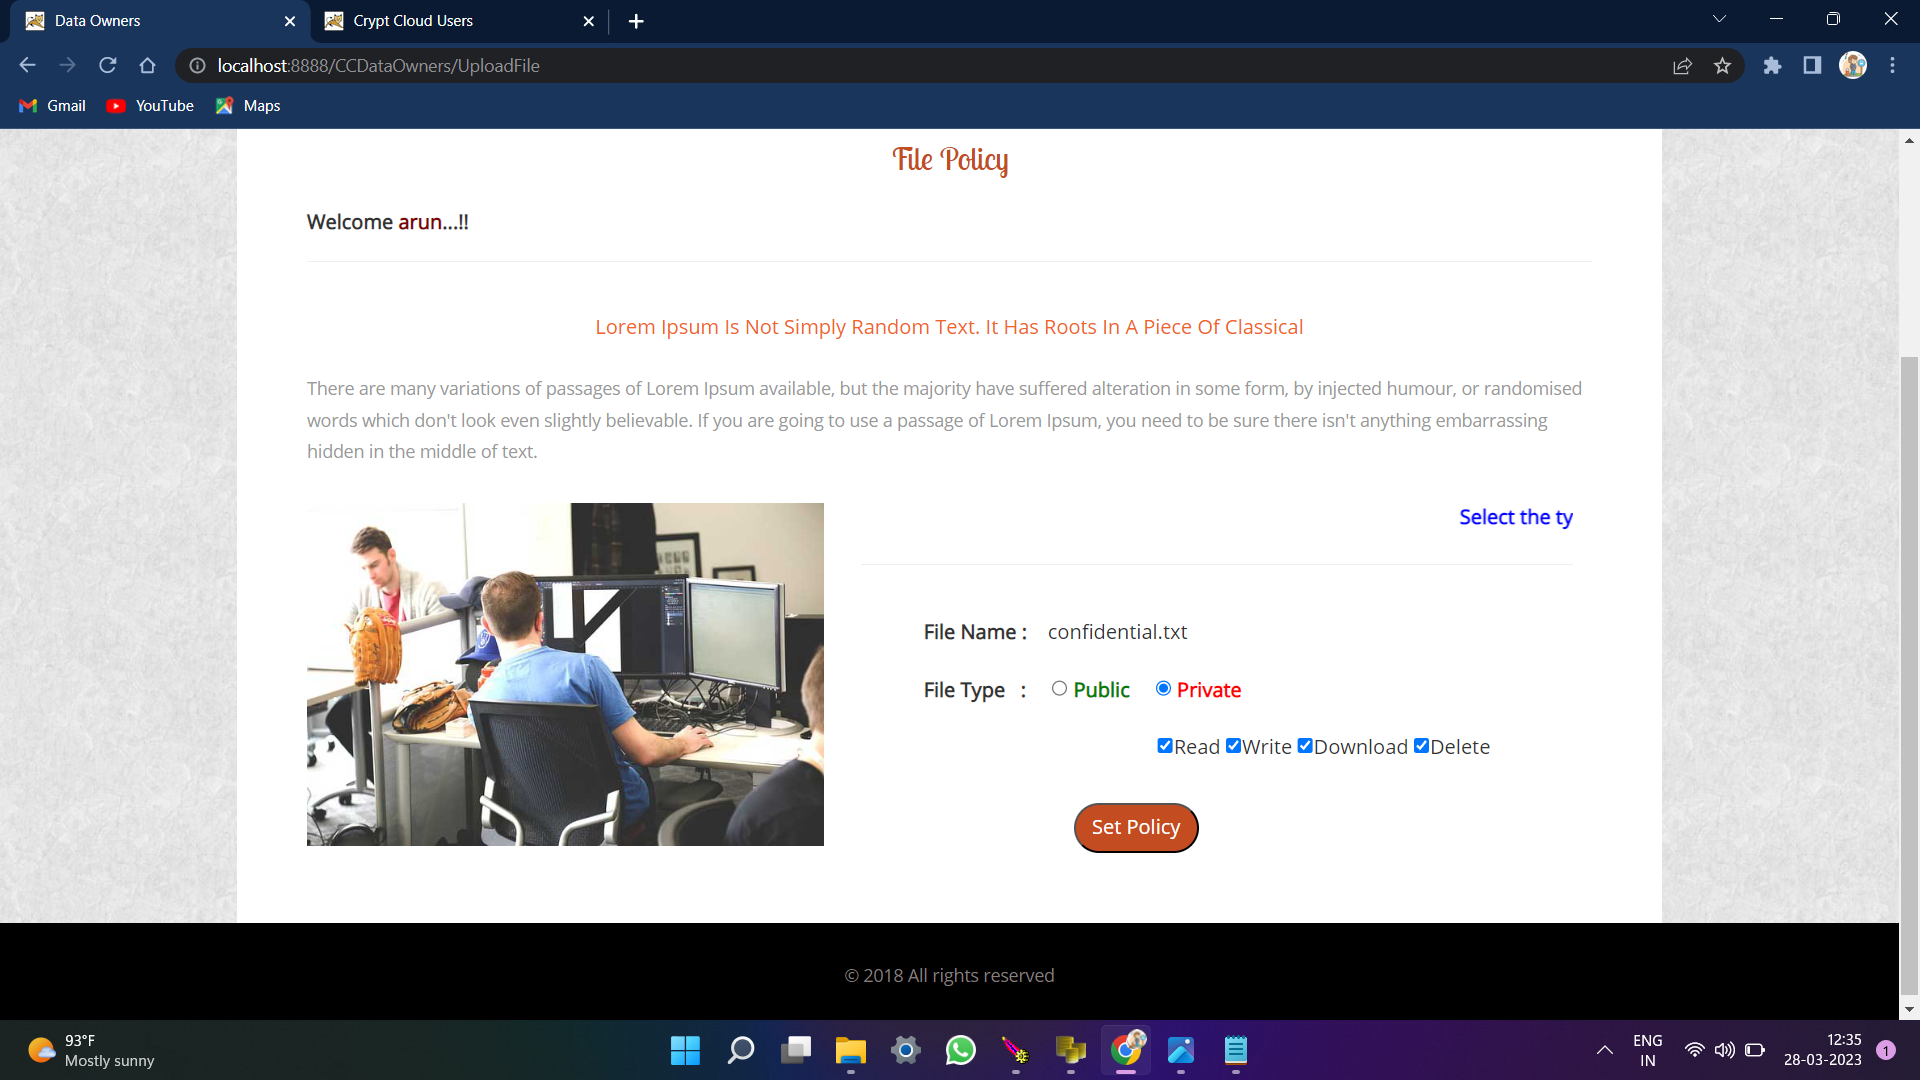 Data Owners
Crypt Cloud Users
localhost:8888/CCDataOwners/UploadFile
Gmail
YouTube
Maps
File Policy
Welcome arun...!!
Lorem Ipsum Is Not Simply Random Text. It Has Roots In A Piece Of Classical
There are many variations of passages of Lorem Ipsum available, but the majority have suffered alteration in some form, by injected humour, or randomised
words which don't look even slightly believable. If you are going to use a passage of Lorem Ipsum, you need to be sure there isn't anything embarrassing
hidden in the middle of text.
Select the ty
File Name : confidential.txt
File Type : Public Private
Read Write Download Delete
Set Policy
© 2018 All rights reserved
93°F
Mostly sunny
ENG
IN
12:35
28-03-2023
1